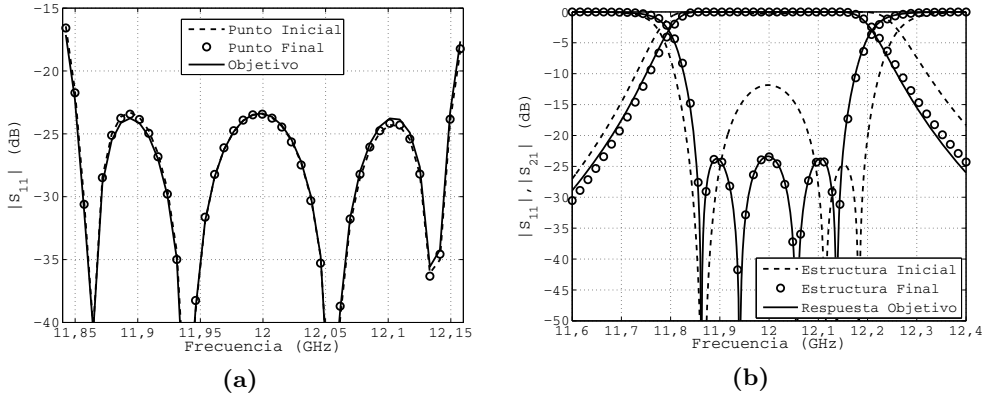 −15
−20
−25
−30
−35
−40
|S11| (dB)
Punto Inicial
Punto Final
Objetivo
11,85 11,9 11,95 12 12,05 12,1 12,15
Frecuencia (GHz)
(a)
0
−5
−10
−15
−20
−25
−30
−35
−40
−45
−50
|S11|,|S21| (dB)
Estructura Inicial
Estructura Final
Respuesta Objetivo
11,6 11,7 11,8 11,9 12 12,1 12,2 12,3 12,4
Frecuencia (GHz)
(b)